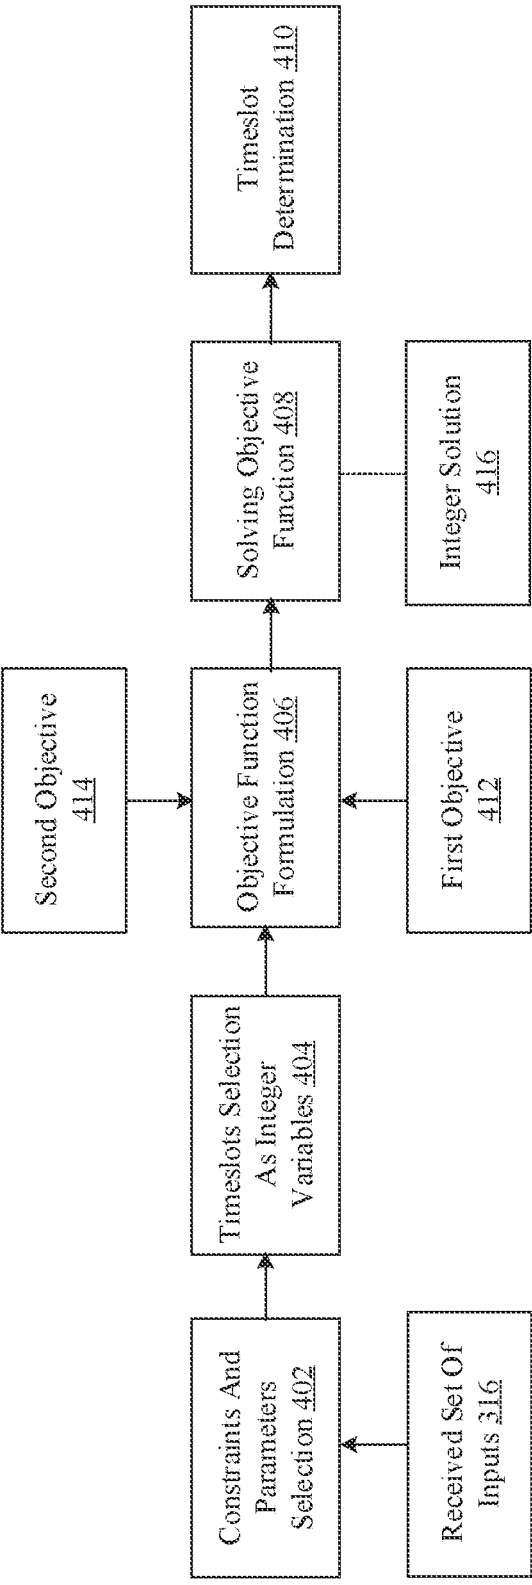 Second Objective
414
Constraints And
Parameters
Selection 402
Timeslots Selection
As Integer
Variables 404
Objective Function
Formulation 406
Solving Objective
Function 408
Timeslot
Determination 410
Received Set Of
Inputs 316
First Objective
412
Integer Solution
416